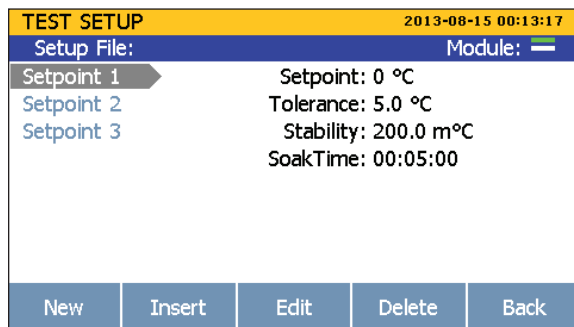 TEST SETUP 2013-08-15 00:13:17
Setup File: Module:
Setpoint 1 Setpoint: 0 °C
Setpoint 2 Tolerance: 5.0 °C
Setpoint 3 Stability: 200.0 m°C
SoakTime: 00:05:00
New Insert Edit Delete Back